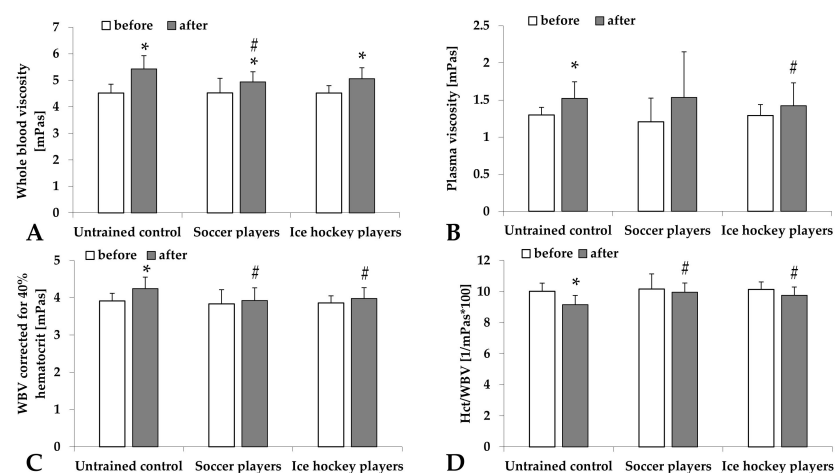 before after
Whole blood viscosity
[mPas]
7
6
5
4
3
2
1
0
*
#
*
*
Untrained control Soccer players Ice hockey players
A
before after
Plasma viscosity [mPas]
2.5
2
1.5
1
0.5
0
*
#
Untrained control Soccer players Ice hockey players
B
before after
WBV corrected for 40%
hematocrit [mPas]
5
4
3
2
1
0
*
#
#
Untrained control Soccer players Ice hockey players
C
before after
Hct/WBV [1/mPas*100]
12
10
8
6
4
2
0
*
#
#
Untrained control Soccer players Ice hockey players
D